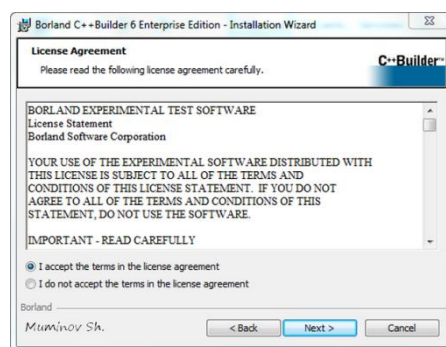 Borland C++Builder 6 Enterprise Edition - Installation Wizard
License Agreement
Please read the following license agreement carefully.
C++Builder™
BORLAND EXPERIMENTAL TEST SOFTWARE
License Statement
Borland Software Corporation
YOUR USE OF THE EXPERIMENTAL SOFTWARE DISTRIBUTED WITH
THIS LICENSE IS SUBJECT TO ALL OF THE TERMS AND
CONDITIONS OF THIS LICENSE STATEMENT. IF YOU DO NOT
AGREE TO ALL OF THE TERMS AND CONDITIONS OF THIS
STATEMENT, DO NOT USE THE SOFTWARE.
IMPORTANT - READ CAREFULLY
I accept the terms in the license agreement
I do not accept the terms in the license agreement
Borland
Muminov Sh.
< Back
Next >
Cancel